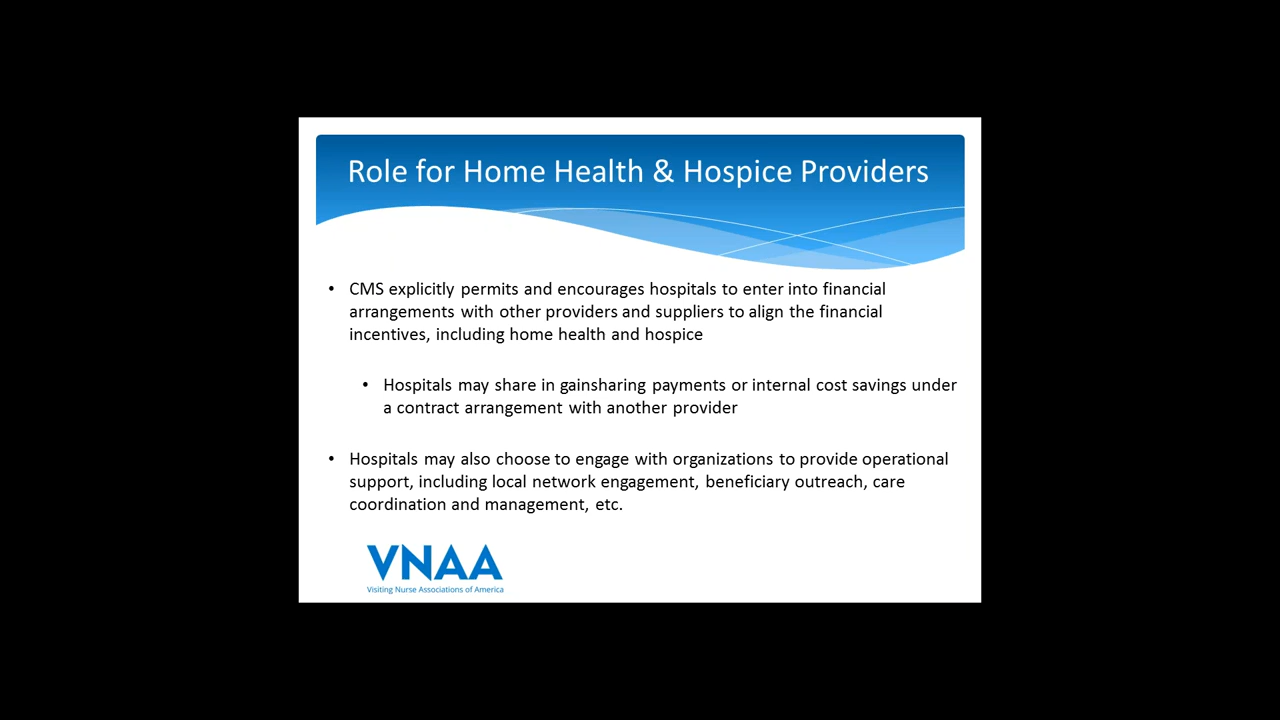 Role for Home Health & Hospice Providers
• CMS explicitly permits and encourages hospitals to enter into financial
arrangements with other providers and suppliers to align the financial
incentives, including home health and hospice
• Hospitals may share in gainsharing payments or internal cost savings under
a contract arrangement with another provider
• Hospitals may also choose to engage with organizations to provide operational
support, including local network engagement, beneficiary outreach, care
coordination and management, etc.
VNAA
Visiting Nurse Associations of America